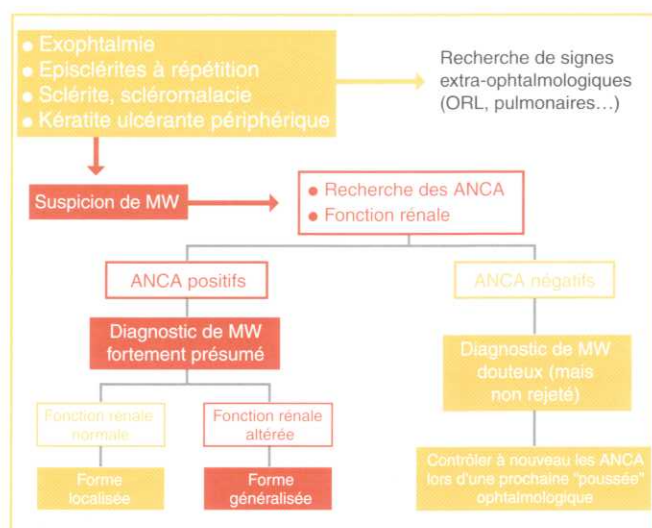 ● Exophtalmie
● Episclérites à répétition
● Sclérite, scléromalacie
● Kératite ulcérante périphérique
Recherche de signes
extra-ophtalmologiques
(ORL, pulmonaires...)
Suspicion de MW
● Recherche des ANCA
● Fonction rénale
ANCA positifs
ANCA négatifs
Diagnostic de MW
fortement présumé
Diagnostic de MW
douteux (mais
non rejeté)
Fonction rénale
normale
Fonction rénale
altérée
Forme
localisée
Forme
généralisée
Contrôler à nouveau les ANCA
lors d'une prochaine "poussée"
ophtalmologique